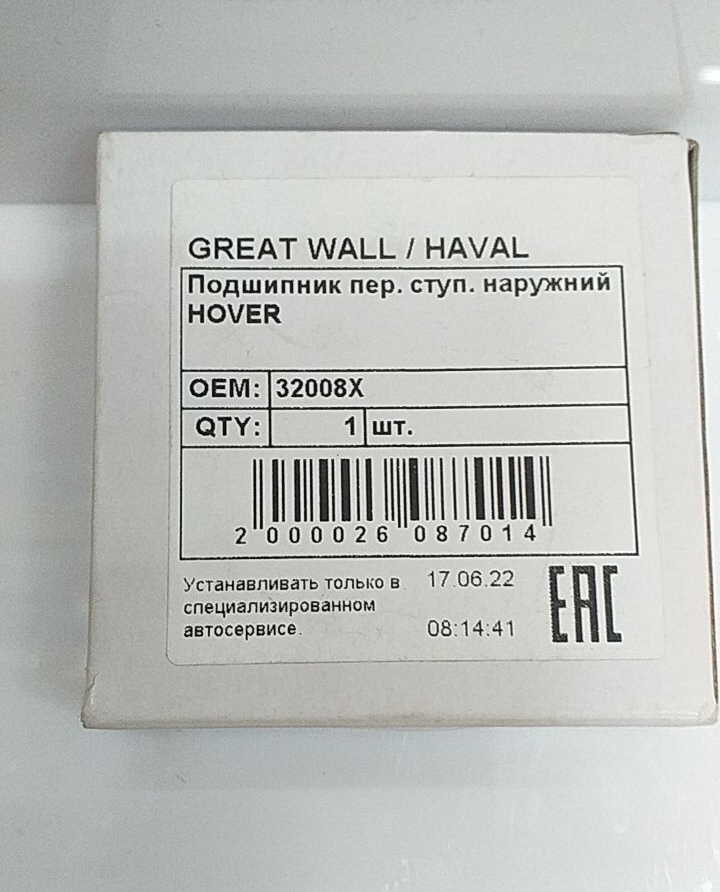 GREAT WALL / HAVAL
Подшипник пер. ступ. наружний
HOVER
OEM: 32008X
QTY: 1 шт.
2 000026 087014
Устанавливать только в
специализированном
автосервисе.
17.06.22
08:14:41
EAC